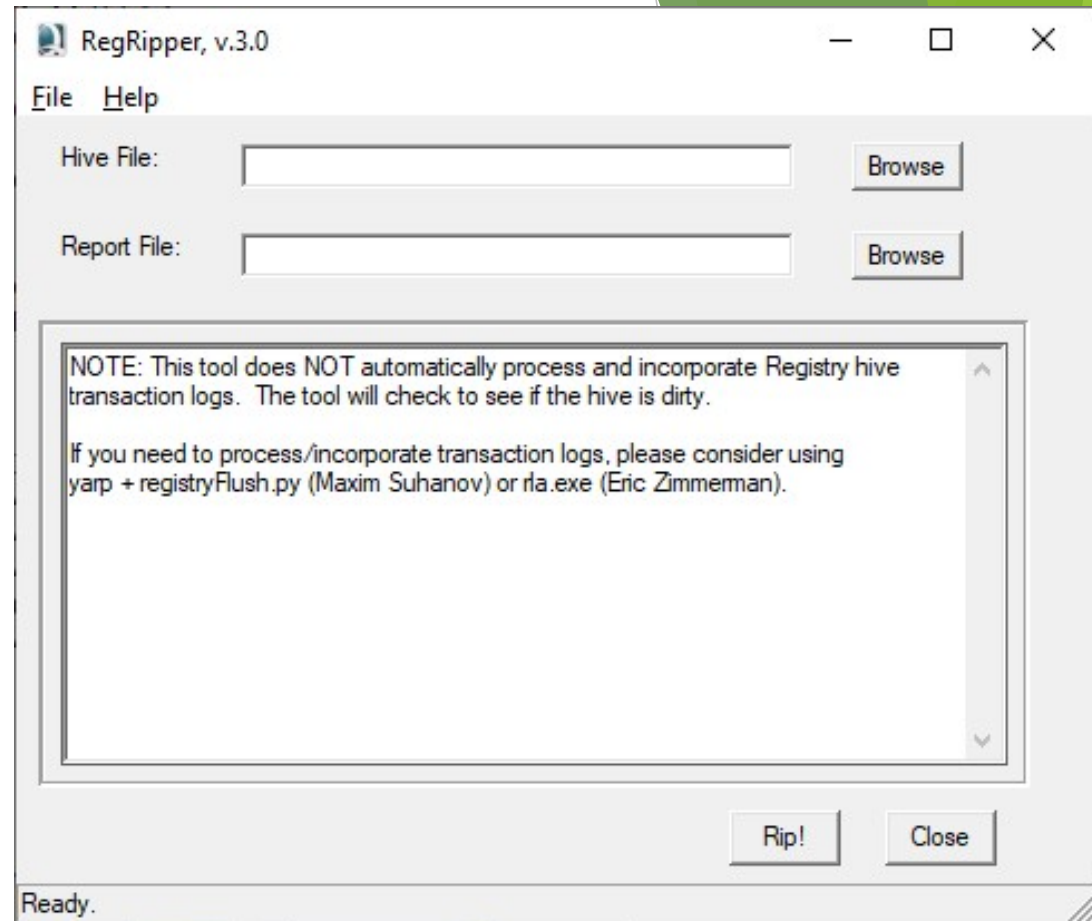 RegRipper, v.3.0
File Help
Hive File:
Browse
Report File:
Browse
NOTE: This tool does NOT automatically process and incorporate Registry hive
transaction logs. The tool will check to see if the hive is dirty.
If you need to process/incorporate transaction logs, please consider using
yarp + registryFlush.py (Maxim Suhanov) or rla.exe (Eric Zimmerman).
Rip! Close
Ready.